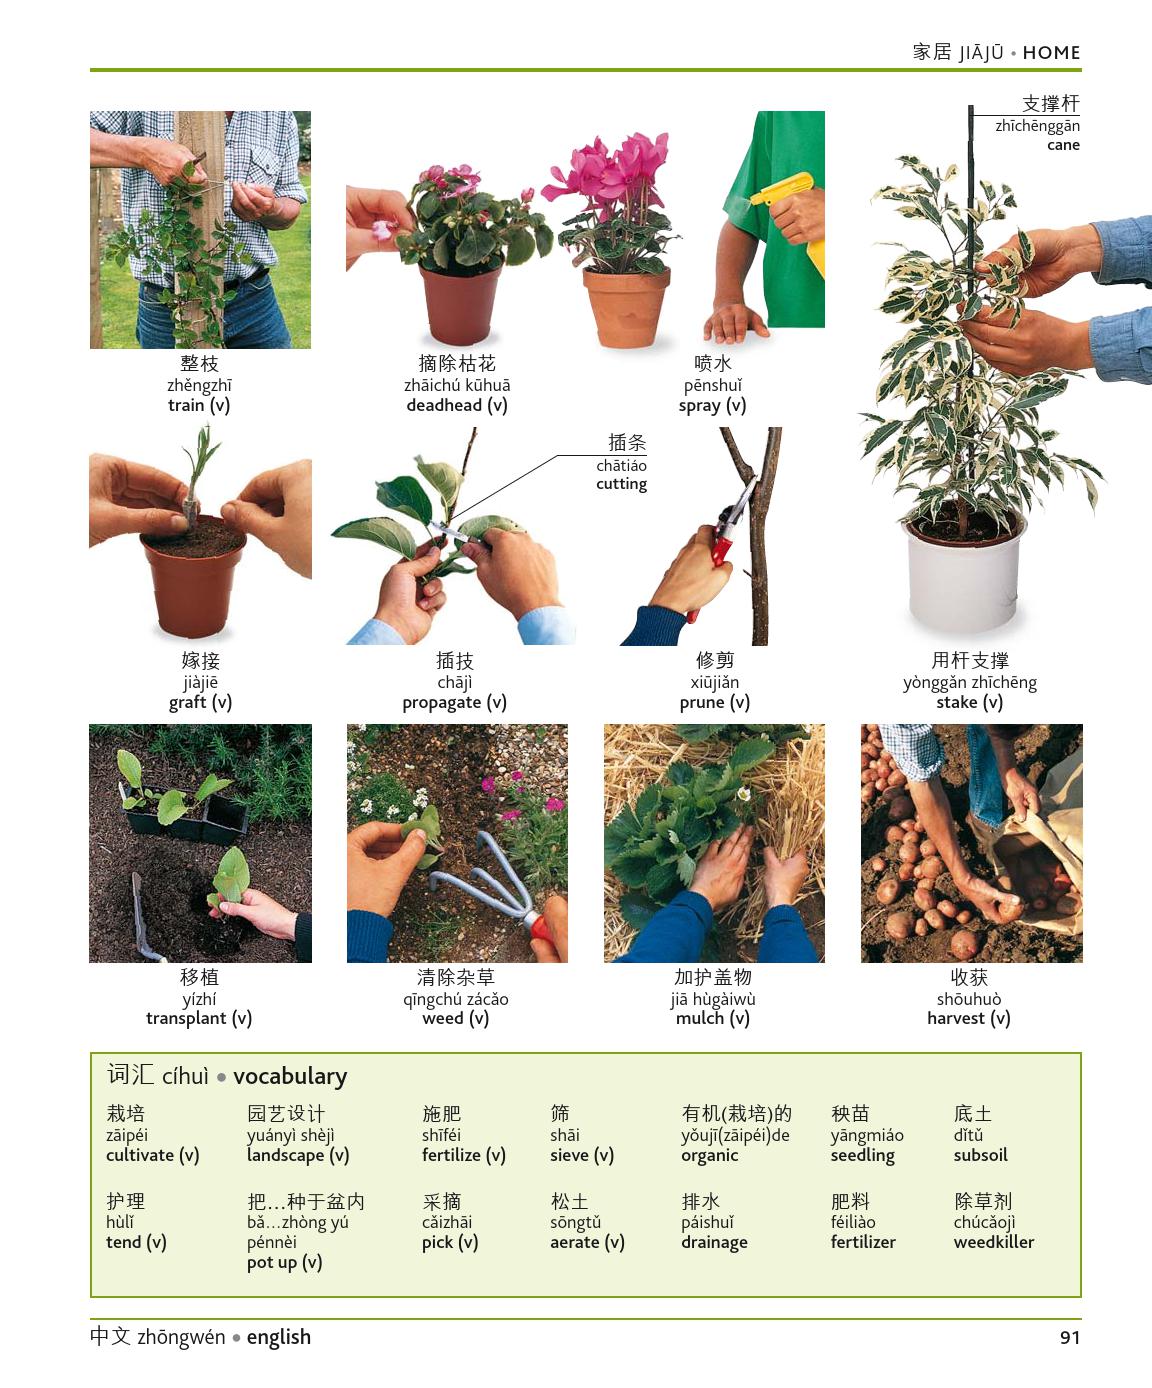 家居 JIĀJŪ • HOME
支撑杆
zhīchēnggān
cane
整枝
zhěngzhī
train (v)
摘除枯花
zhāichú kūhuā
deadhead (v)
喷水
pēnshuǐ
spray (v)
插条
chātiáo
cutting
嫁接
jiàjiē
graft (v)
插技
chājì
propagate (v)
修剪
xiūjiǎn
prune (v)
用杆支撑
yònggǎn zhīchēng
stake (v)
移植
yízhí
transplant (v)
清除杂草
qīngchú zácǎo
weed (v)
加护盖物
jiā hùgàiwù
mulch (v)
收获
shōuhuò
harvest (v)
词汇 cíhuì • vocabulary
栽培
zāipéi
cultivate (v)
园艺设计
yuányì shèjì
landscape (v)
施肥
shīféi
fertilize (v)
筛
shāi
sieve (v)
有机(栽培)的
yǒujī(zāipéi)de
organic
秧苗
yāngmiáo
seedling
底土
dǐtǔ
subsoil
护理
hùlǐ
tend (v)
把…种于盆内
bǎ…zhòng yú
pénnèi
pot up (v)
采摘
cǎizhāi
pick (v)
松土
sōngtǔ
aerate (v)
排水
páishuǐ
drainage
肥料
féiliào
fertilizer
除草剂
chúcǎojì
weedkiller
中文 zhōngwén • english
91